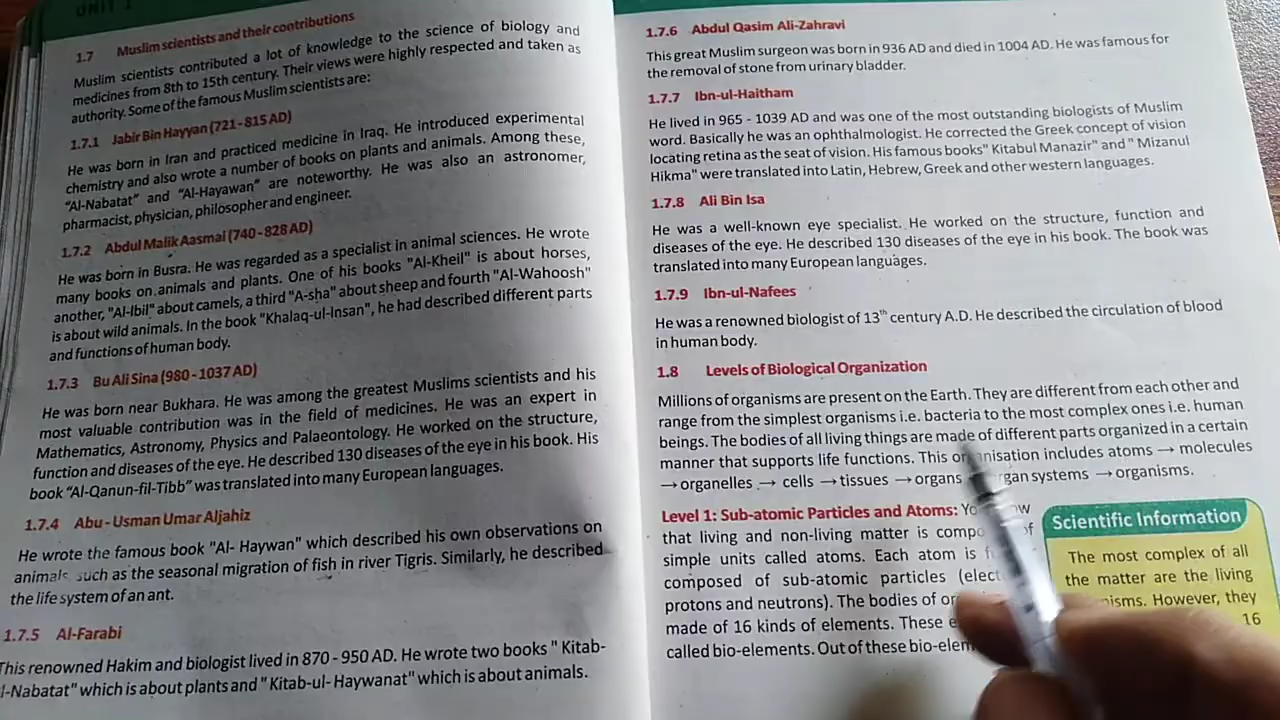 UNIT 1
1.7 Muslim scientists and their contributions
Muslim scientists contributed a lot of knowledge to the science of biology and
medicines from 8th to 15th century. Their views were highly respected and taken as
authority. Some of the famous Muslim scientists are:
1.7.1 Jabir Bin Hayyan (721-815 AD)
He was born in Iran and practiced medicine in Iraq. He introduced experimental
chemistry and also wrote a number of books on plants and animals. Among these,
"Al-Nabatat" and "Al-Hayawan" are noteworthy. He was also an astronomer,
pharmacist, physician, philosopher and engineer.
1.7.2 Abdul Malik Aasmai (740-828 AD)
He was born in Busra. He was regarded as a specialist in animal sciences. He wrote
many books on animals and plants. One of his books "Al-Kheil" is about horses,
another, "Al-Ibil" about camels, a third "A-sha" about sheep and fourth "Al-Wahoosh"
is about wild animals. In the book "Khalaq-ul-Insan", he had described different parts
and functions of human body.
1.7.3 Bu Ali Sina (980-1037 AD)
He was born near Bukhara. He was among the greatest Muslims scientists and his
most valuable contribution was in the field of medicines. He was an expert in
Mathematics, Astronomy, Physics and Palaeontology. He worked on the structure,
function and diseases of the eye. He described 130 diseases of the eye in his book. His
book "Al-Qanun-fil-Tibb" was translated into many European languages.
1.7.4 Abu - Usman Umar Aljahiz
He wrote the famous book "Al- Haywan" which described his own observations on
animals such as the seasonal migration of fish in river Tigris. Similarly, he described
the life system of an ant.
1.7.5 Al-Farabi
This renowned Hakim and biologist lived in 870 - 950 AD. He wrote two books " Kitab-
l-Nabatat" which is about plants and " Kitab-ul- Haywanat" which is about animals.
1.7.6 Abdul Qasim Ali-Zahravi
This great Muslim surgeon was born in 936 AD and died in 1004 AD. He was famous for
the removal of stone from urinary bladder.
1.7.7 Ibn-ul-Haitham
He lived in 965 - 1039 AD and was one of the most outstanding biologists of Muslim
word. Basically he was an ophthalmologist. He corrected the Greek concept of vision
locating retina as the seat of vision. His famous books" Kitabul Manazir" and " Mizanul
Hikma" were translated into Latin, Hebrew, Greek and other western languages.
1.7.8 Ali Bin Isa
He was a well-known eye specialist. He worked on the structure, function and
diseases of the eye. He described 130 diseases of the eye in his book. The book was
translated into many European languages.
1.7.9 Ibn-ul-Nafees
He was a renowned biologist of 13th century A.D. He described the circulation of blood
in human body.
1.8 Levels of Biological Organization
Millions of organisms are present on the Earth. They are different from each other and
range from the simplest organisms i.e. bacteria to the most complex ones i.e. human
beings. The bodies of all living things are made of different parts organized in a certain
manner that supports life functions. This organisation includes atoms → molecules
→ organelles → cells → tissues → organs → organ systems → organisms.
Level 1: Sub-atomic Particles and Atoms:
that living and non-living matter is of
simple units called atoms. Each atom is
composed of sub-atomic particles
protons and neutrons). The bodies of
made of 16 kinds of elements. These
called bio-elements. Out of these
Scientific Information
The most complex of all
the matter are the living
However, they
16